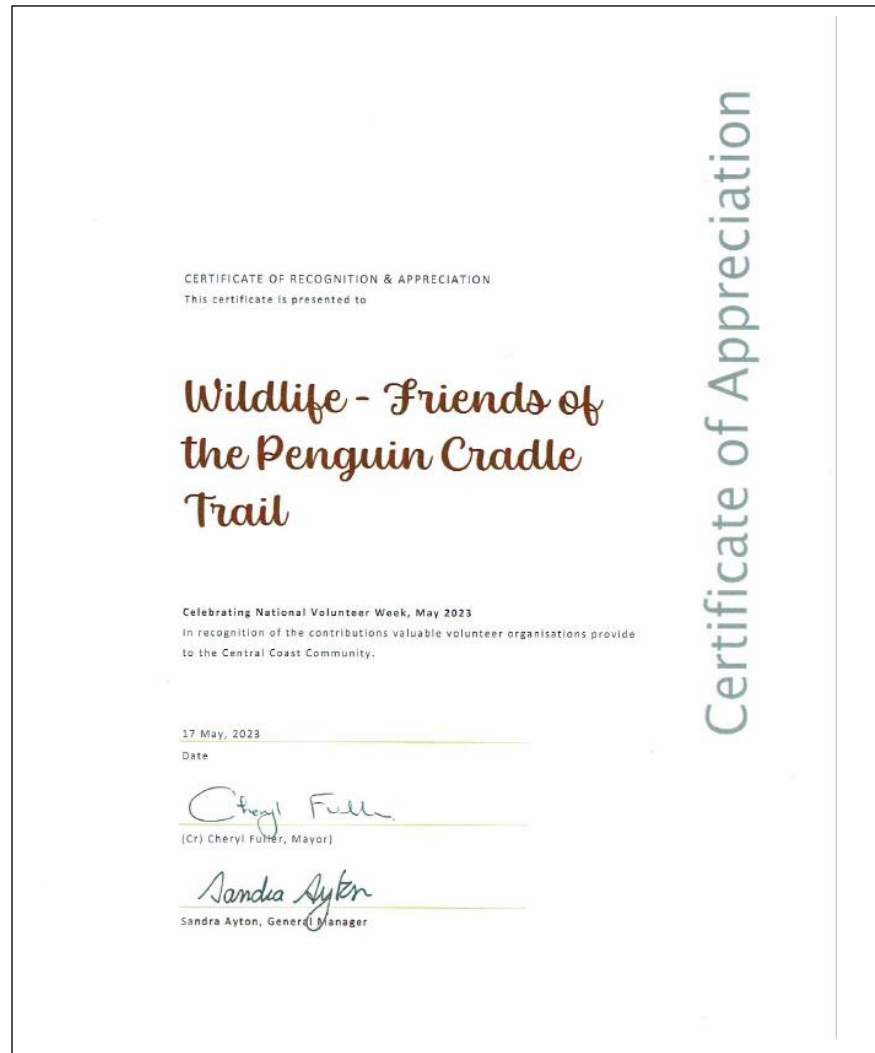 CERTIFICATE OF RECOGNITION & APPRECIATION
This certificate is presented to
Wildlife - Friends of
the Penguin Cradle
Trail
Celebrating National Volunteer Week, May 2023
In recognition of the contributions valuable volunteer organisations provide
to the Central Coast Community.
17 May, 2023
Date
Cheryl Fuller
(Cr) Cheryl Fuller, Mayor)
Sandra Ayton
Sandra Ayton, General Manager
Certificate of Appreciation